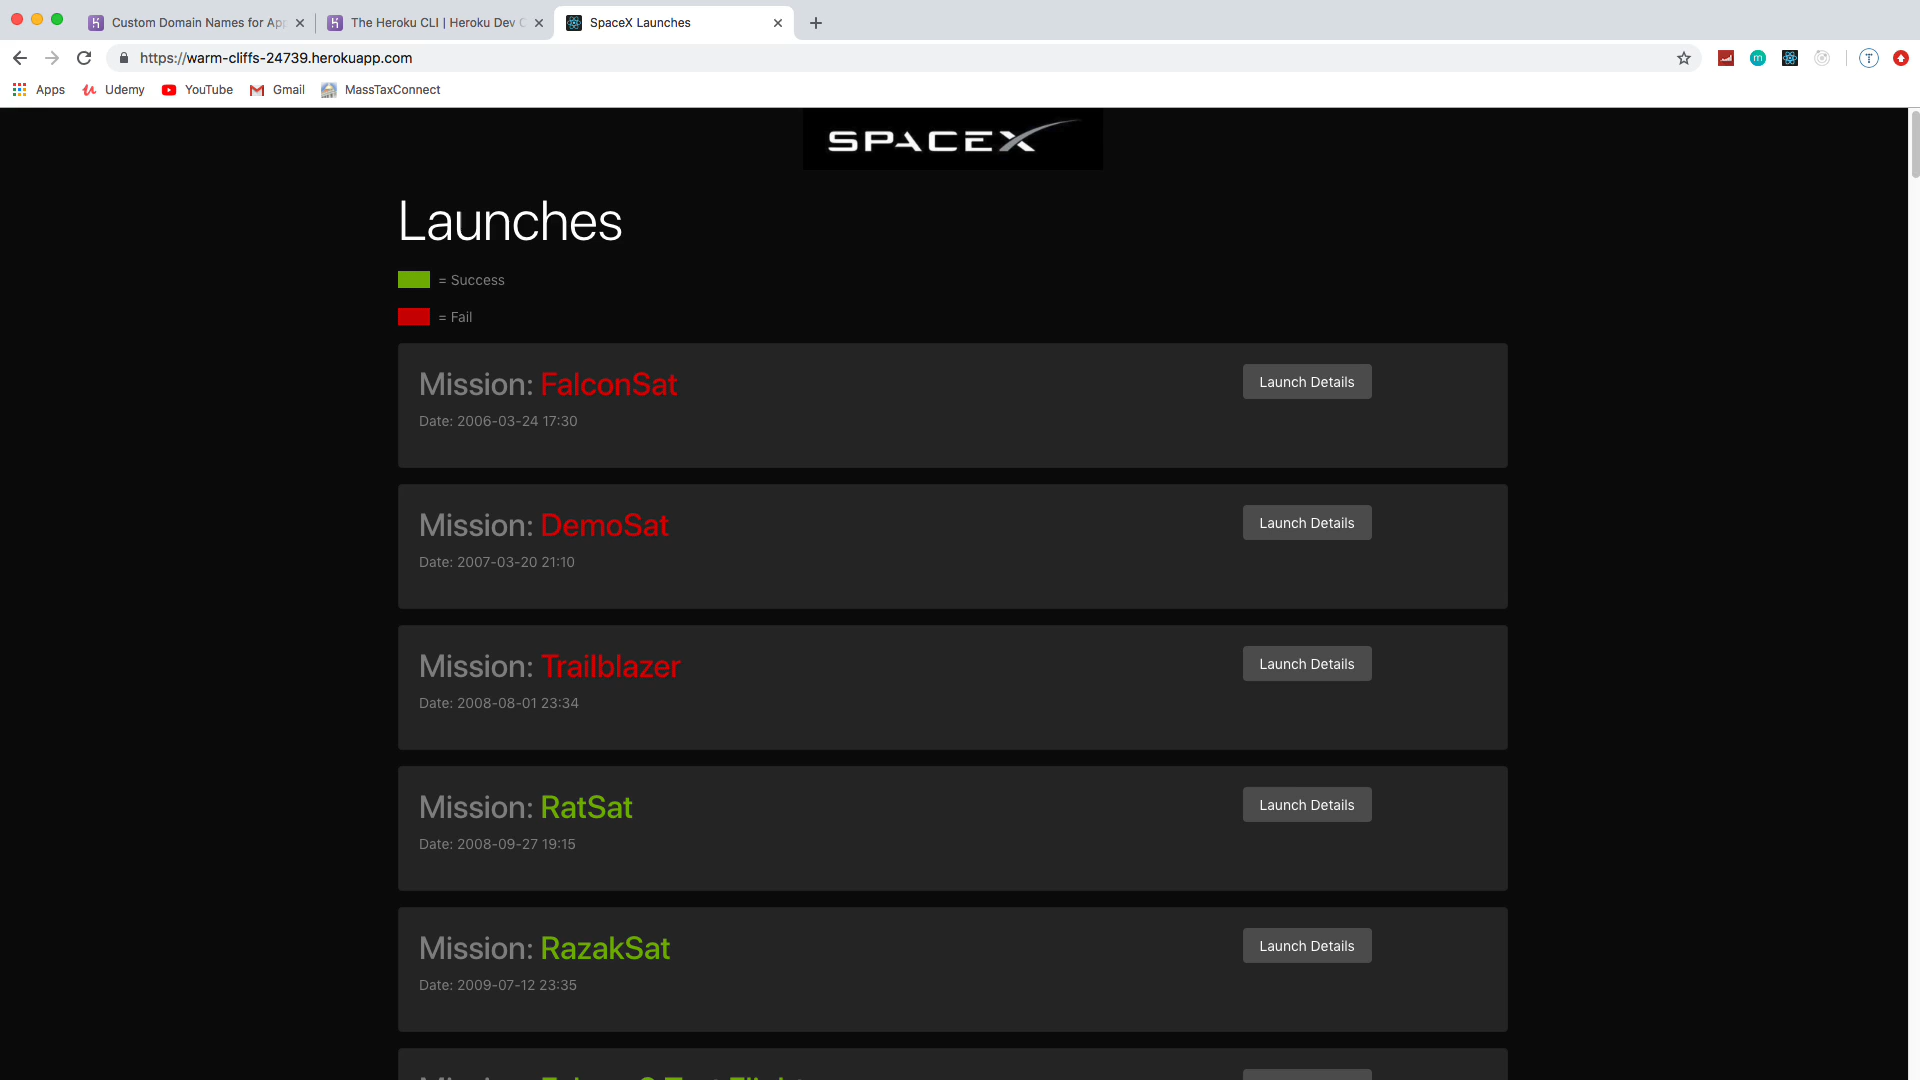 Custom Domain Names for App
The Heroku CLI | Heroku Dev C
SpaceX Launches
https://warm-cliffs-24739.herokuapp.com
Apps
Udemy
YouTube
Gmail
MassTaxConnect
SPACEX
Launches
= Success
= Fail
Mission: FalconSat
Launch Details
Date: 2006-03-24 17:30
Mission: DemoSat
Launch Details
Date: 2007-03-20 21:10
Mission: Trailblazer
Launch Details
Date: 2008-08-01 23:34
Mission: RatSat
Launch Details
Date: 2008-09-27 19:15
Mission: RazakSat
Launch Details
Date: 2009-07-12 23:35